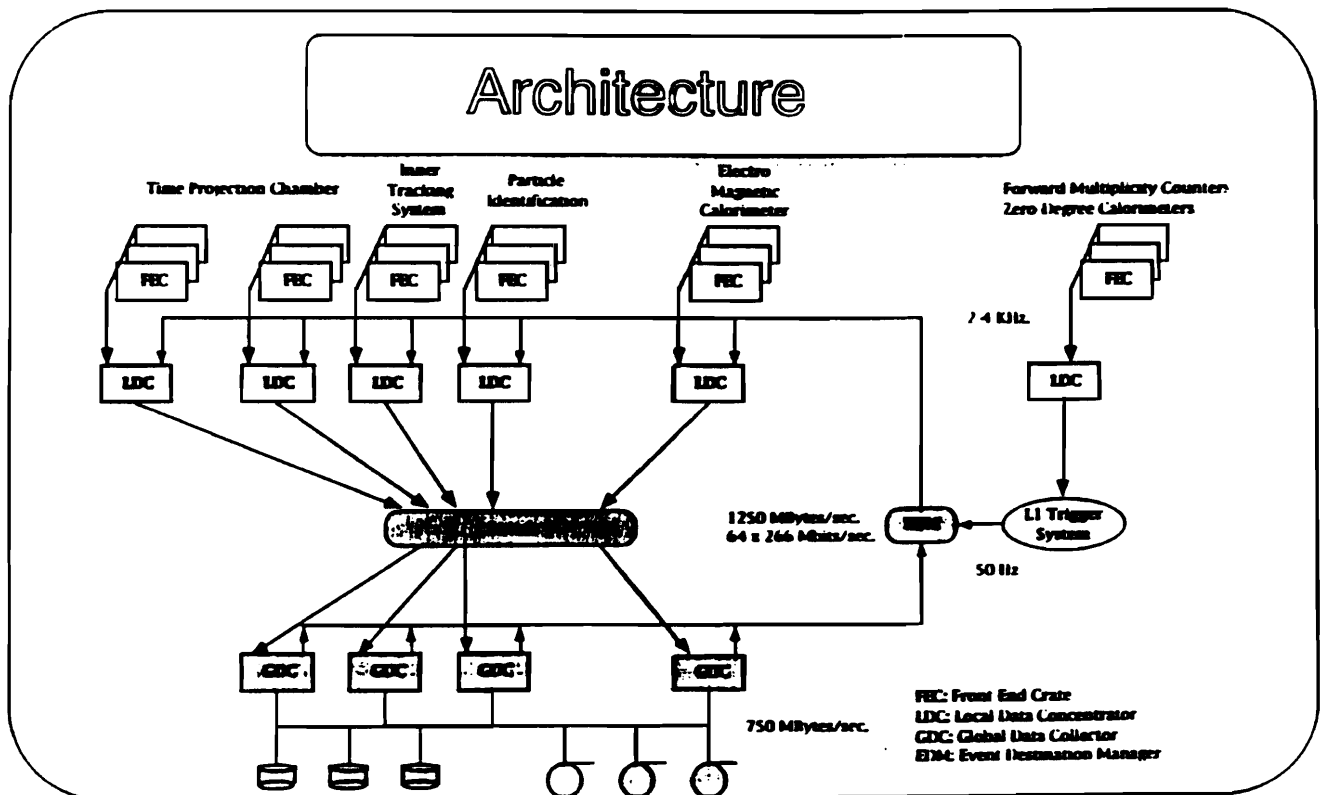 Architecture
Time Projection Chamber
Inner
Tracking
System
Particle
Identification
Electro
Magnetic
Calorimeter
Forward Multiplicity Counter:
Zero Degree Calorimeters
FEC
FEC
FEC
FEC
FEC
FEC
LDC
LDC
LDC
LDC
LDC
LDC
1250 MBytes/sec.
64 x 266 Mbits/sec.
L1 Trigger
System
50 Hz
GDC
GDC
GDC
GDC
750 MBytes/sec.
FEC: Front End Crate
LDC: Local Data Concentrator
GDC: Global Data Collector
EDM: Event Destination Manager